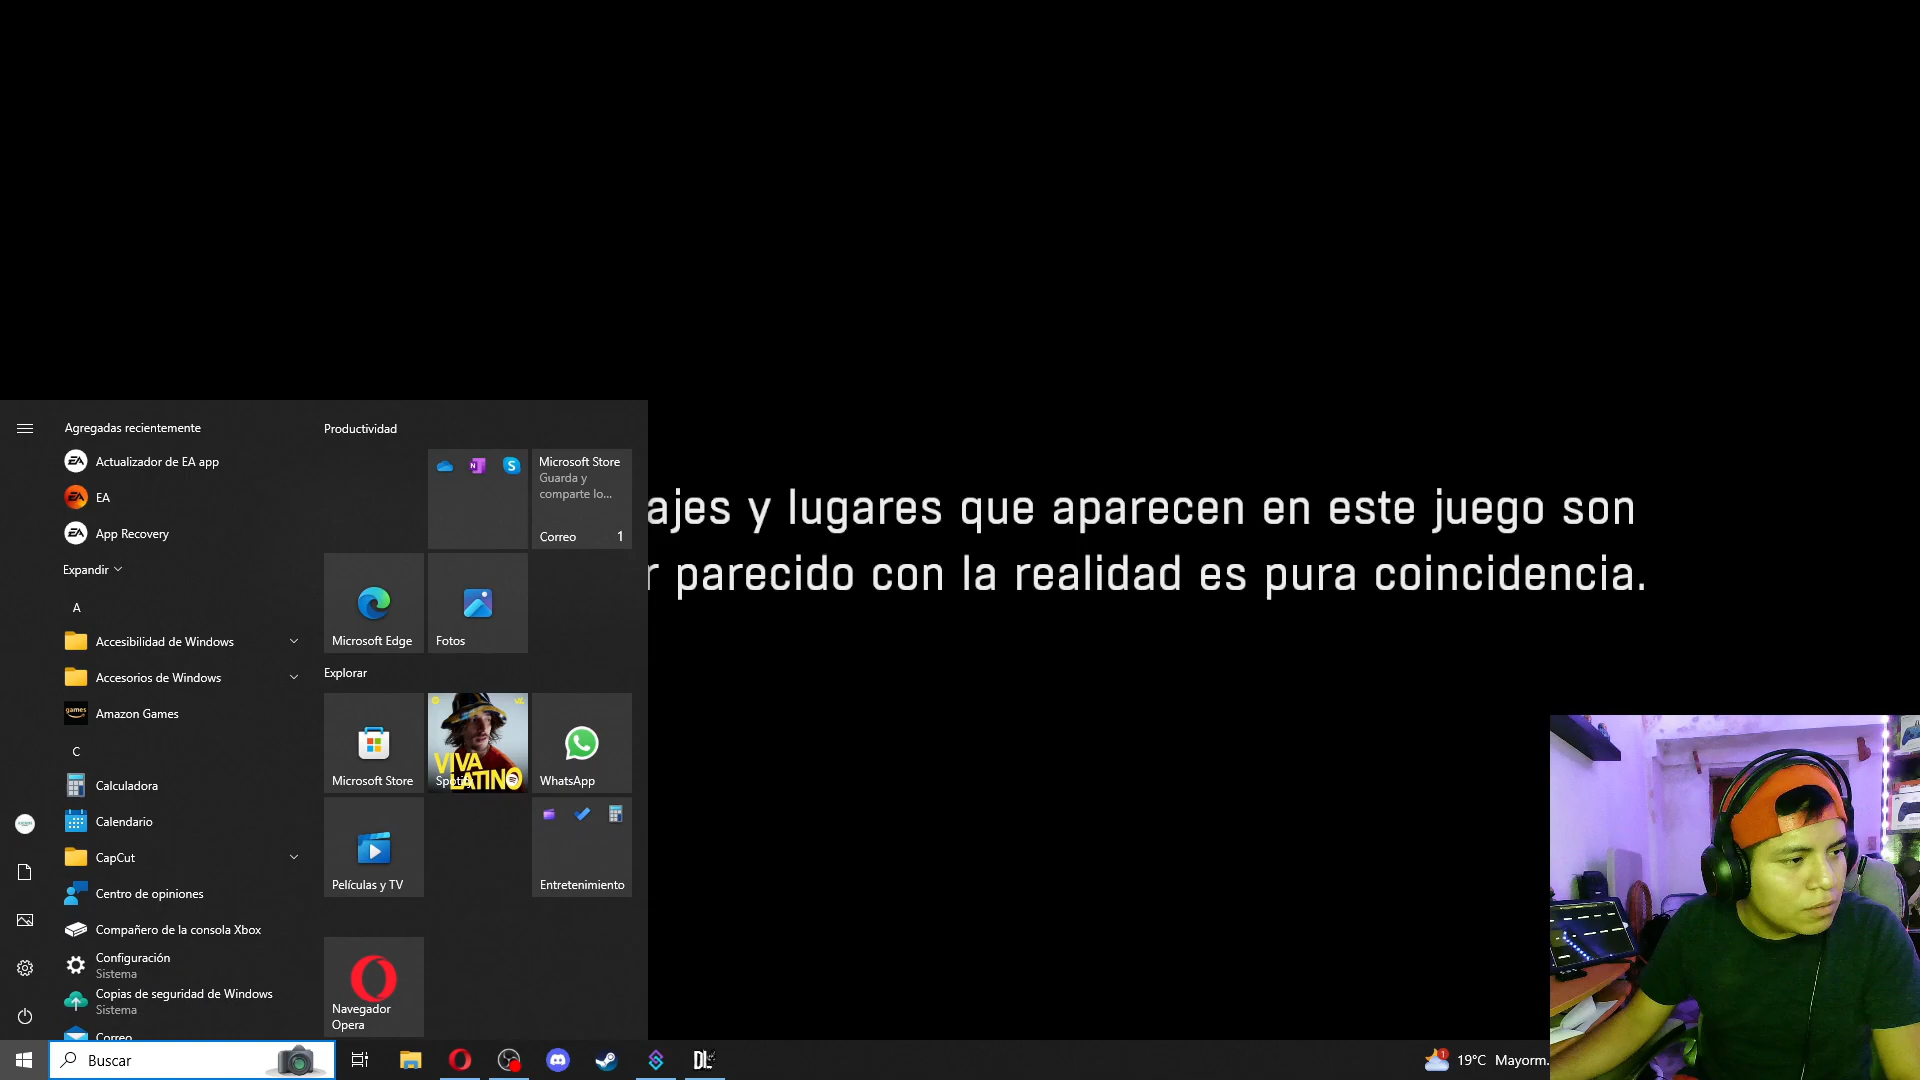 Agregadas recientemente
Actualizador de EA app
EA
App Recovery
Expandir
A
Accesibilidad de Windows
Accesorios de Windows
Amazon Games
C
Calculadora
Calendario
CapCut
Centro de opiniones
Compañero de la consola Xbox
Configuración
Sistema
Copias de seguridad de Windows
Sistema
Correo
Productividad
Microsoft Store
Guarda y
comparte lo...
Correo 1
Microsoft Edge
Fotos
Explorar
Microsoft Store
VIVA
LATINO
Spotify
WhatsApp
Películas y TV
Entretenimiento
Navegador
Opera
ajes y lugares que aparecen en este juego son
r parecido con la realidad es pura coincidencia.
Buscar
DL
19°C Mayorm.